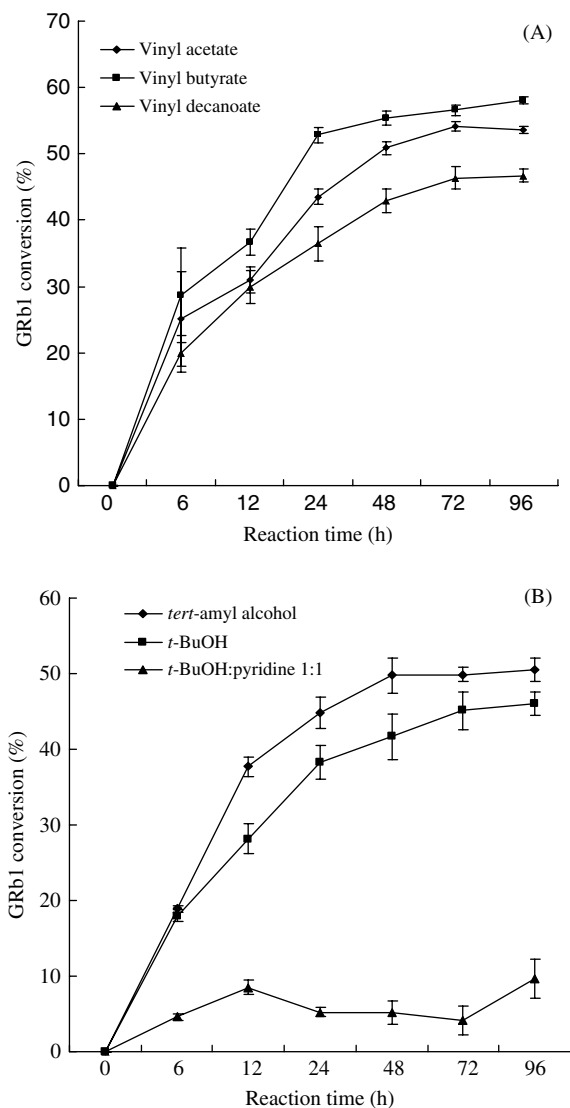 (A)
Vinyl acetate
Vinyl butyrate
Vinyl decanoate
GRb1 conversion (%)
70
60
50
40
30
20
10
0
0 6 12 24 48 72 96
Reaction time (h)
(B)
tert-amyl alcohol
t-BuOH
t-BuOH:pyridine 1:1
GRb1 conversion (%)
60
50
40
30
20
10
0
0 6 12 24 48 72 96
Reaction time (h)